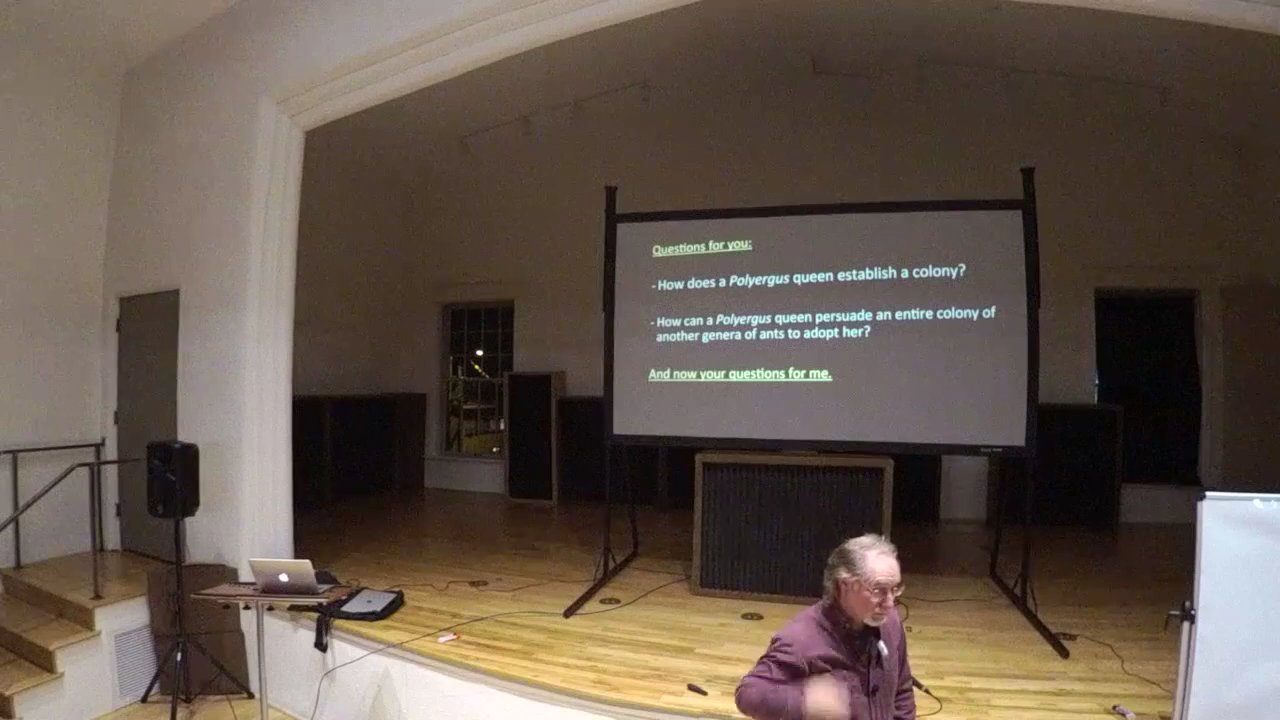 Questions for you:
- How does a Polyergus queen establish a colony?
- How can a Polyergus queen persuade an entire colony of
another genera of ants to adopt her?
And now your questions for me.